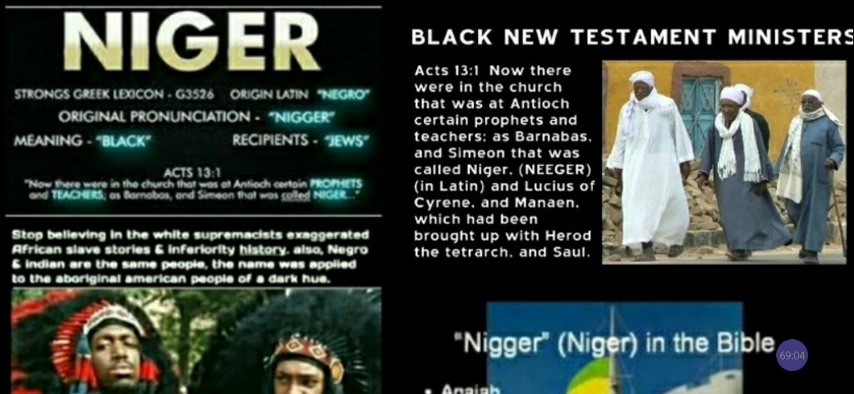 NIGER
STRONGS GREEK LEXICON - G3526 ORIGIN LATIN "NEGRO"
ORIGINAL PRONUNCIATION - "NIGGER"
MEANING - "BLACK" RECIPIENTS - "JEWS"
ACTS 13:1
"Now there were in the church that was at Antioch certain PROPHETS
and TEACHERS; as Barnabas, and Simeon that was called NIGER..."
Stop believing in the white supremacists exaggerated
African slave stories & inferiority history. also, Negro
& indian are the same people, the name was applied
to the aboriginal american people of a dark hue.
BLACK NEW TESTAMENT MINISTERS
Acts 13:1 Now there
were in the church
that was at Antioch
certain prophets and
teachers; as Barnabas,
and Simeon that was
called Niger, (NEEGER)
(in Latin) and Lucius of
Cyrene, and Manaen,
which had been
brought up with Herod
the tetrarch, and Saul.
"Nigger" (Niger) in the Bible
• Anaiah
69:04